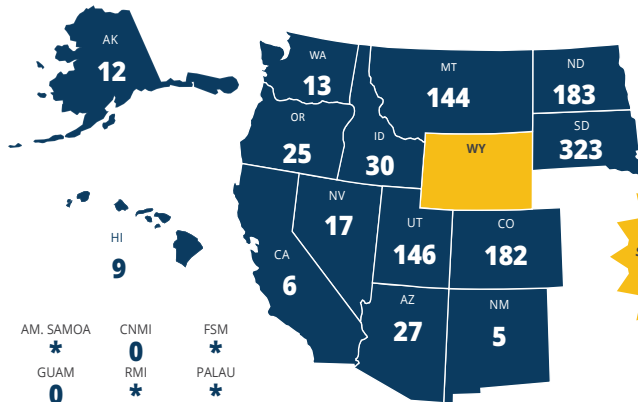 AK
12
WA
13
MT
144
ND
183
OR
25
ID
30
WY
SD
323
NV
17
UT
146
CO
182
HI
9
CA
6
AZ
27
NM
5
AM. SAMOA CNMI FSM
* 0 *
GUAM RMI PALAU
0 * *